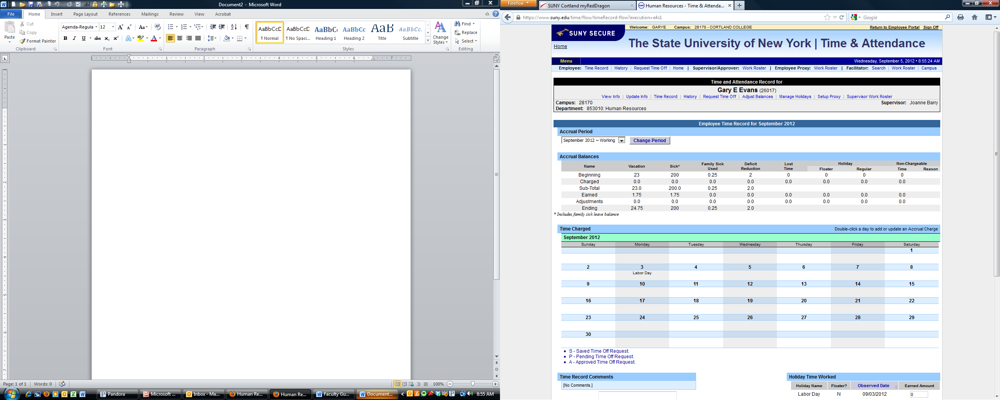 Document2 - Microsoft Word
File Home Insert Page Layout References Mailings Review View Acrobat
Paste
Cut
Copy
Format Painter
Clipboard
Agenda-Regula 12
Font
Paragraph
AaBbCcD AaBbCcD AaBbC AaBbCc AaB AaBbCc.
¶ Normal ¶ No Spaci... Heading 1 Heading 2 Title Subtitle
Change Styles
Styles
Find
Replace
Select
Editing
1 2 3 4 5 6 7
1
2
3
4
5
6
7
Page: 1 of 1 Words: 0 100%
Pandora Microsoft ... Inbox - Ma... Human Re... Human Re... Faculty Gu... Document... 8:55 AM
Firefox SUNY Cortland myRedDragon Human Resources - Time & Attenda...
https://www.suny.edu/time/flow/timeRecord-flow?execution=e4s1 Google
SUNY SECURE
Welcome: GARYE Campus: 28170 - CORTLAND COLLEGE Return to Employee Portal Sign Off
Home
The State University of New York | Time & Attendance
Menu Wednesday, September 5, 2012 • 8:55:24 AM
Employee: Time Record | History | Request Time Off | Home | Supervisor/Approver: Work Roster | Employee Proxy: Work Roster | Facilitator: Search | Work Roster | Campus
Time and Attendance Record for
Gary E Evans (26017)
View Info | Update Info | Time Record | History | Request Time Off | Adjust Balances | Manage Holidays | Setup Proxy | Supervisor Work Roster
Campus: 28170 Supervisor: Joanne Barry
Department: 853010: Human Resources
Employee Time Record for September 2012
Accrual Period
September 2012 ~ Working Change Period
Accrual Balances
Name Vacation Sick* Family Sick Used Deficit Reduction Lost Time Holiday Floater Regular Non-Chargeable Time Reason
Beginning 23 200 0.25 2 0 0 0 0
Charged 0.0 0.0 0.0 0.0 0.0 0.0 0.0 0.0
Sub-Total 23.0 200.0 0.25 2.0
Earned 1.75 1.75 0.0 0.0 0.0 0.0 0.0 0.0
Adjustments 0.0 0.0 0.0 0.0 0.0 0.0 0.0 0.0
Ending 24.75 200 0.25 2.0
* Includes family sick leave balance
Time Charged Double-click a day to add or update an Accrual Charge
September 2012
Sunday Monday Tuesday Wednesday Thursday Friday Saturday
1
2 3 4 5 6 7 8
Labor Day
9 10 11 12 13 14 15
16 17 18 19 20 21 22
23 24 25 26 27 28 29
30
S - Saved Time Off Request.
P - Pending Time Off Request.
A - Approved Time Off Request.
Time Record Comments
[No Comments.]
Holiday Time Worked
Holiday Name Floater? Observed Date Earned Amount
Labor Day N 09/03/2012 0